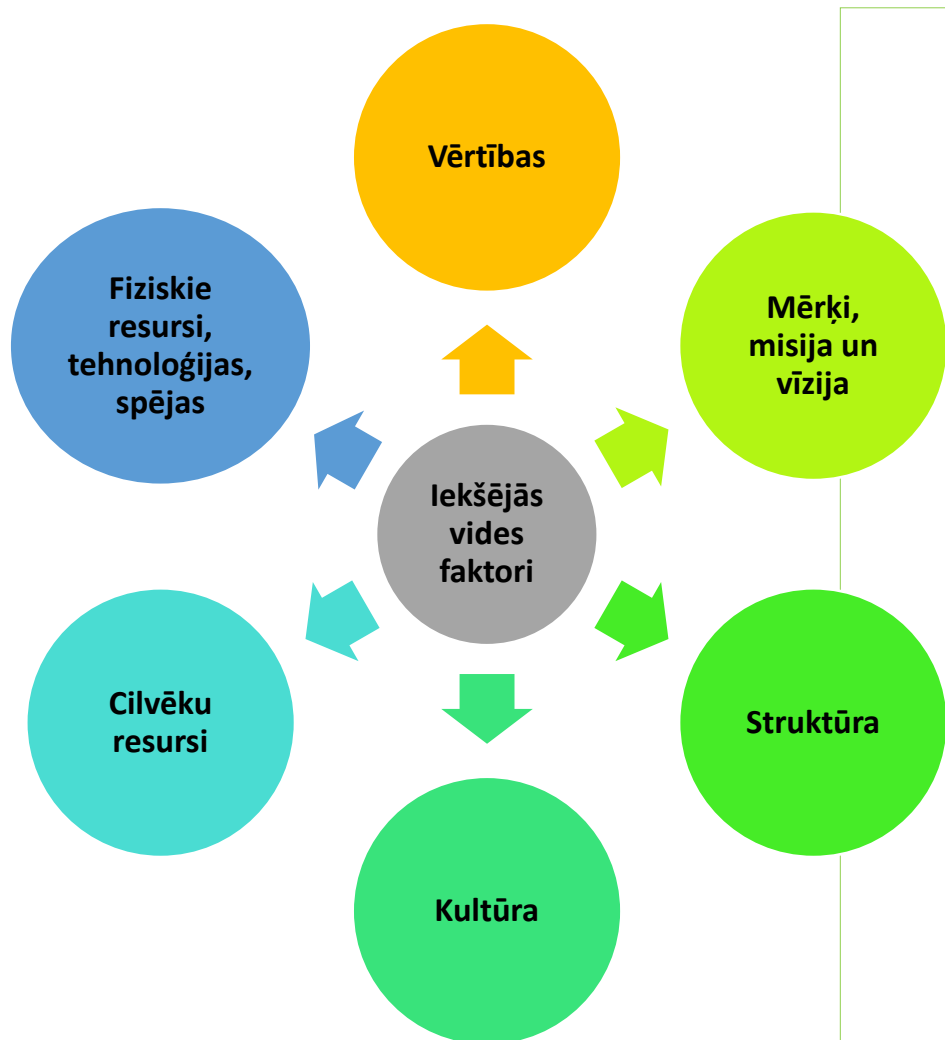 Vērtības
Mērķi,
misija un
vīzija
Struktūra
Kultūra
Cilvēku
resursi
Fiziskie
resursi,
tehnoloģijas,
spējas
Iekšējās
vides
faktori